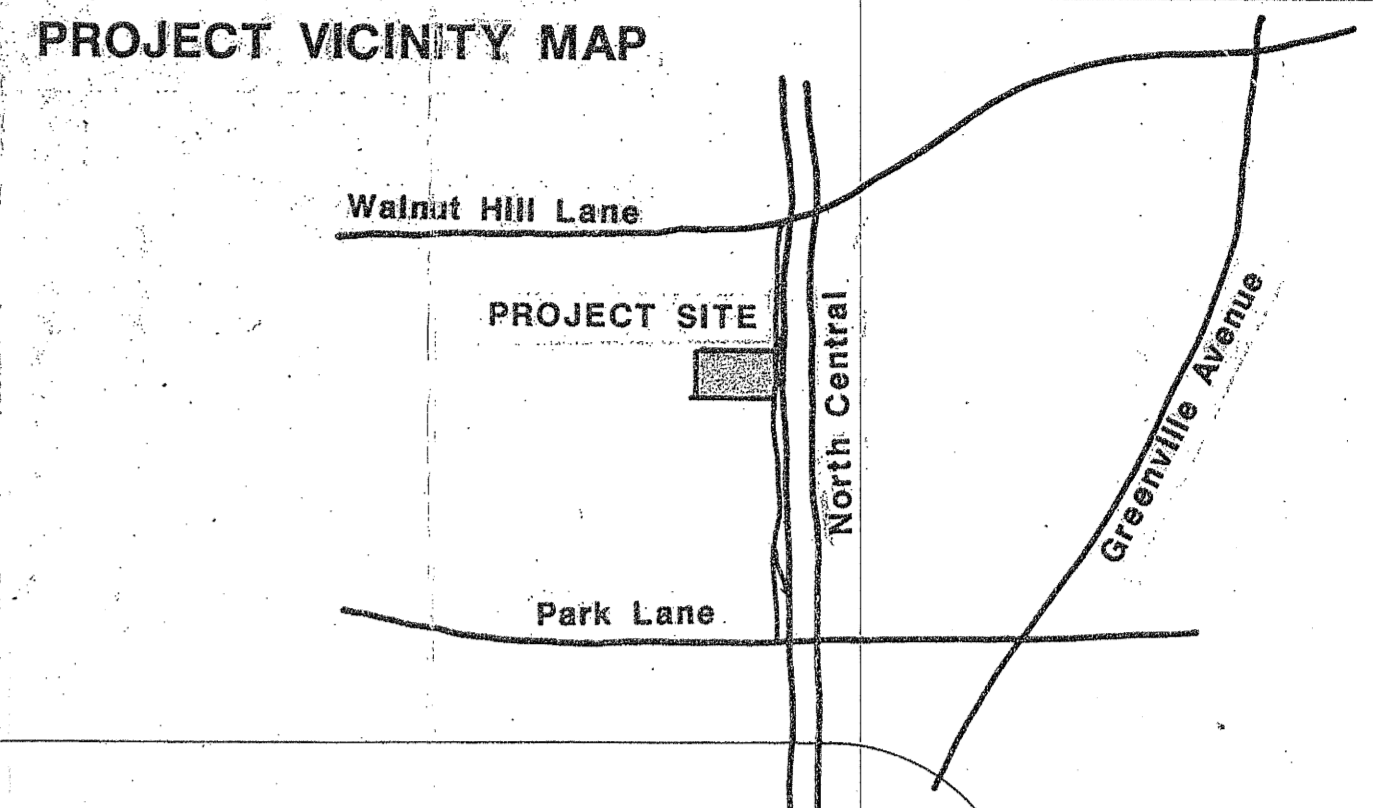 PROJECT VICINITY MAP
Walnut Hill Lane
PROJECT SITE
North Central
Greenville Avenue
Park Lane